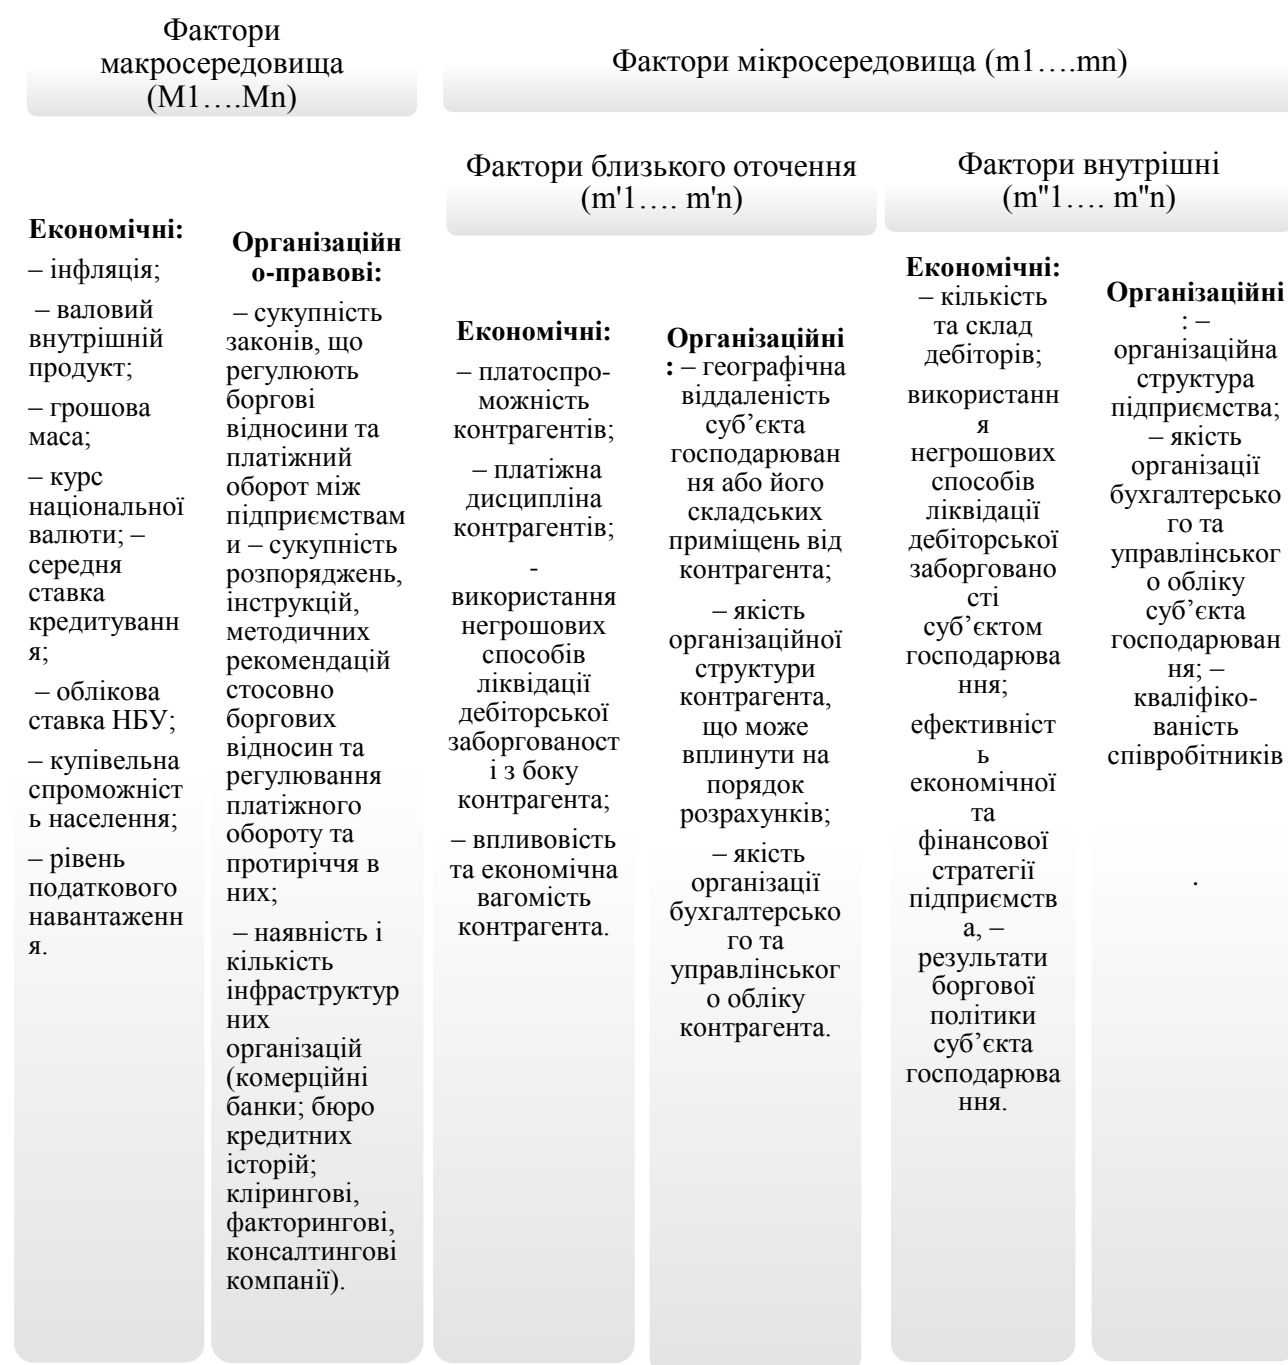 Фактори
макросередовища
(M1….Mn)
Фактори мікросередовища (m1….mn)
Фактори близького оточення
(m'1…. m'n)
Фактори внутрішні
(m"1…. m"n)
Економічні:
– інфляція;
– валовий
внутрішній
продукт;
– грошова
маса;
– курс
національної
валюти; –
середня
ставка
кредитуванн
я;
– облікова
ставка НБУ;
– купівельна
спроможніст
ь населення;
– рівень
податкового
навантаженн
я.
Організаційн
о-правові:
– сукупність
законів, що
регулюють
боргові
відносини та
платіжний
оборот між
підприємствам
и – сукупність
розпоряджень,
інструкцій,
методичних
рекомендацій
стосовно
боргових
відносин та
регулювання
платіжного
обороту та
протиріччя в
них;
– наявність і
кількість
інфраструктур
них
організацій
(комерційні
банки; бюро
кредитних
історій;
клірингові,
факторингові,
консалтингові
компанії).
Економічні:
– платоспро-
можність
контрагентів;
– платіжна
дисципліна
контрагентів;
-
використання
негрошових
способів
ліквідації
дебіторської
заборгованост
і з боку
контрагента;
– впливовість
та економічна
вагомість
контрагента.
Організаційні
: – географічна
віддаленість
суб’єкта
господарюван
ня або його
складських
приміщень від
контрагента;
– якість
організаційної
структури
контрагента,
що може
вплинути на
порядок
розрахунків;
– якість
організації
бухгалтерсько
го та
управлінськог
о обліку
контрагента.
Економічні:
– кількість
та склад
дебіторів;
використанн
я
негрошових
способів
ліквідації
дебіторської
заборговано
сті
суб’єктом
господарюва
ння;
ефективніст
ь
економічної
та
фінансової
стратегії
підприємств
а, –
результати
боргової
політики
суб’єкта
господарюва
ння.
Організаційні
: –
організаційна
структура
підприємства;
– якість
організації
бухгалтерсько
го та
управлінськог
о обліку
суб’єкта
господарюван
ня; –
кваліфіко-
ваність
співробітників
.